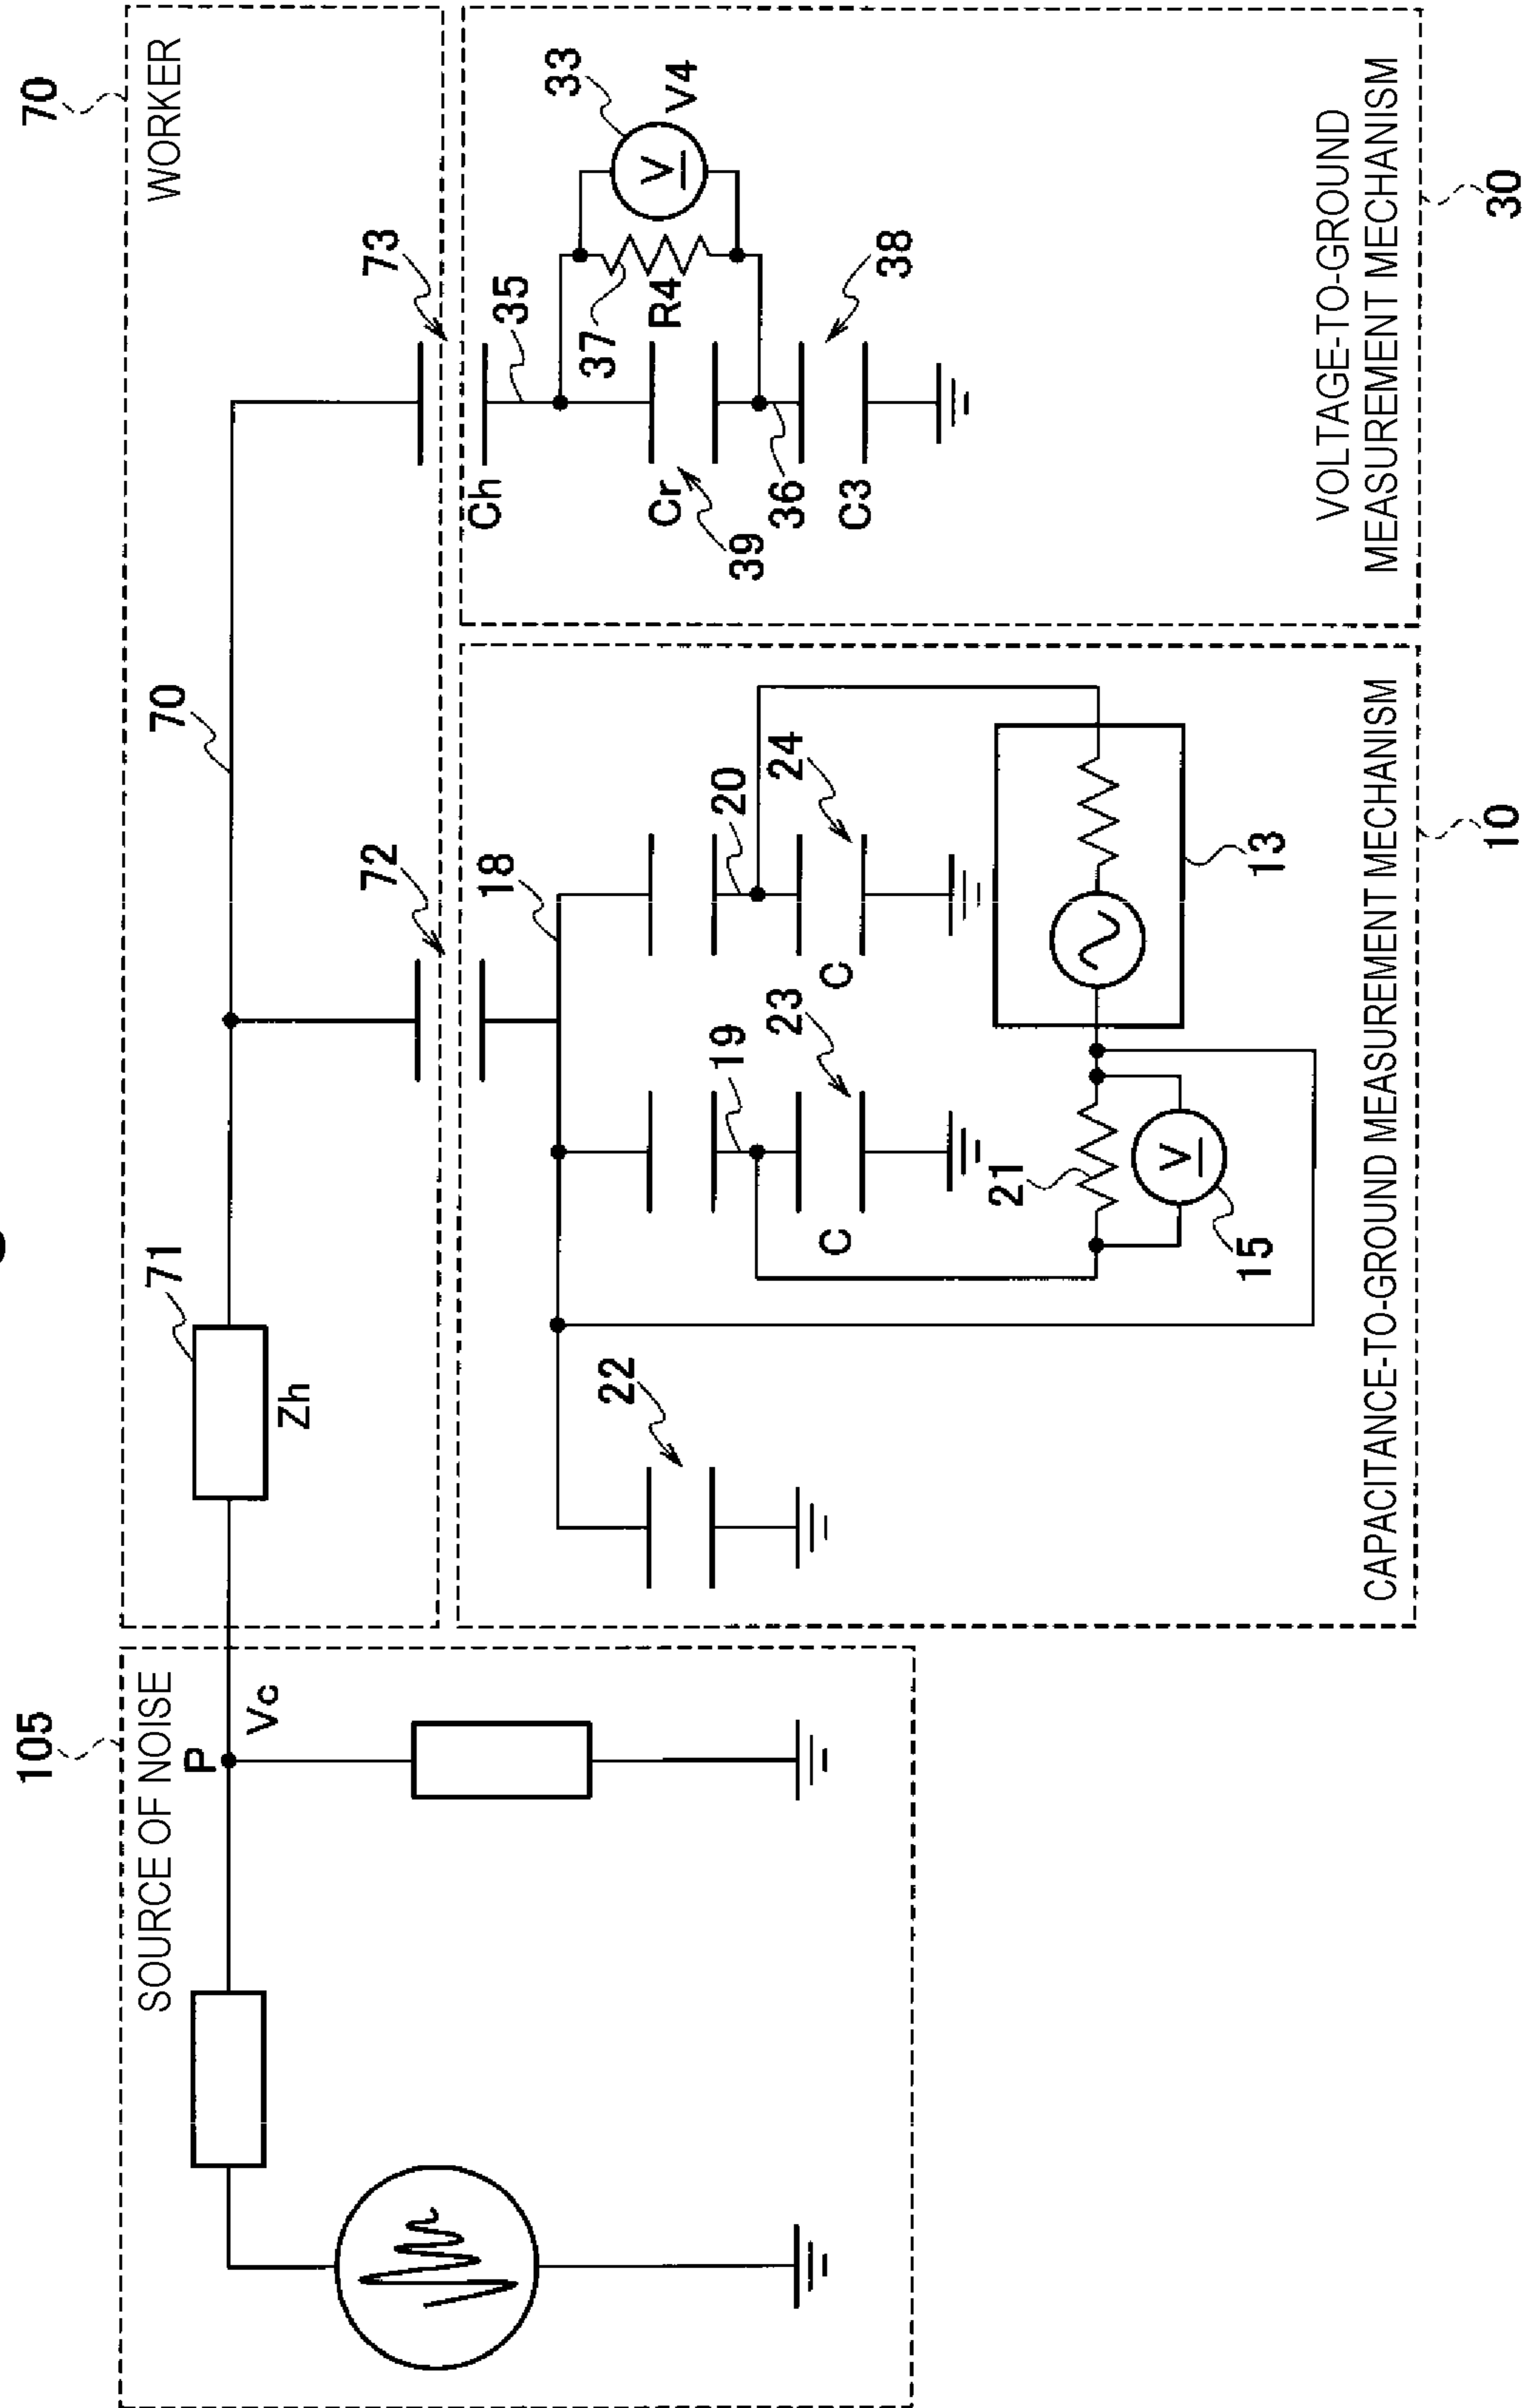 105
SOURCE OF NOISE
P
Vc
70
WORKER
71
Zh
70
72
73
18
22
19
20
23
C
24
C
21
V
15
13
CAPACITANCE-TO-GROUND MEASUREMENT MECHANISM
10
Ch
35
Cr
39
37
R4
V
33
V4
36
C3
38
VOLTAGE-TO-GROUND
MEASUREMENT MECHANISM
30